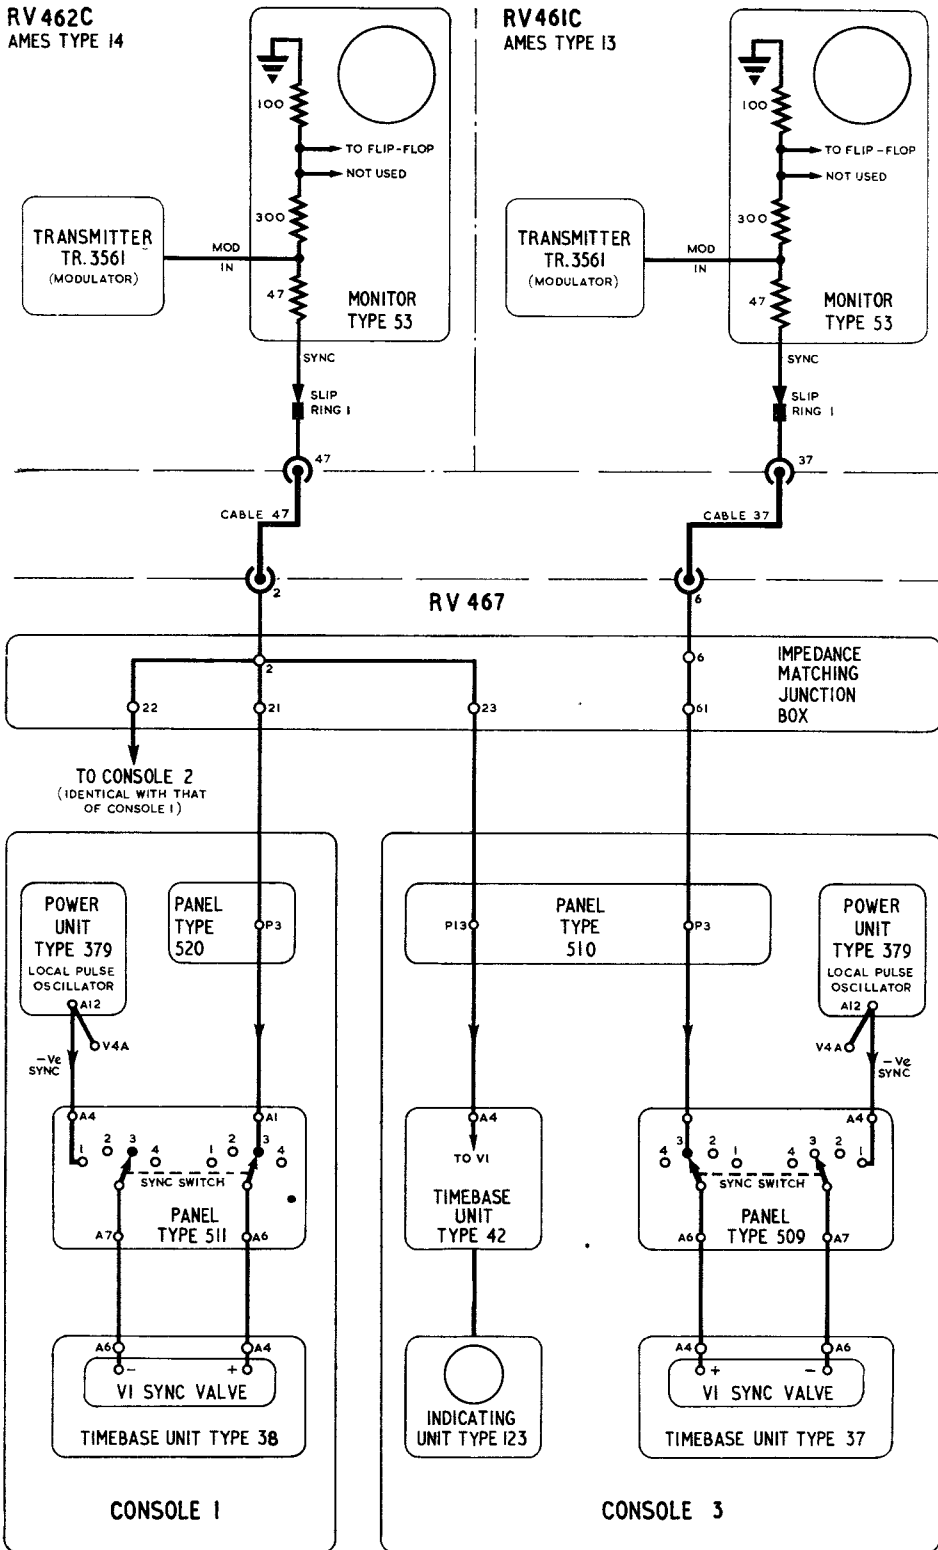 RV 462C
AMES TYPE 14
RV 461C
AMES TYPE 13
100
TO FLIP-FLOP
NOT USED
300
TRANSMITTER
TR. 3561
(MODULATOR)
MOD
IN
47
MONITOR
TYPE 53
SYNC
SLIP
RING 1
47
CABLE 47
2
100
TO FLIP-FLOP
NOT USED
300
TRANSMITTER
TR. 3561
(MODULATOR)
MOD
IN
47
MONITOR
TYPE 53
SYNC
SLIP
RING 1
37
CABLE 37
6
RV 467
2
6
IMPEDANCE
MATCHING
JUNCTION
BOX
22
21
23
61
TO CONSOLE 2
(IDENTICAL WITH THAT
OF CONSOLE 1)
POWER
UNIT
TYPE 379
LOCAL PULSE
OSCILLATOR
A12
V4A
-Ve
SYNC
PANEL
TYPE
520
P3
A4
A1
1
2
3
4
1
2
3
4
SYNC SWITCH
PANEL
TYPE 511
A7
A6
A6
A4
-
+
V1 SYNC VALVE
TIMEBASE UNIT TYPE 38
CONSOLE 1
P13
PANEL
TYPE
510
P3
POWER
UNIT
TYPE 379
LOCAL PULSE
OSCILLATOR
A12
V4A
-Ve
SYNC
A4
TO V1
TIMEBASE
UNIT
TYPE 42
INDICATING
UNIT TYPE 123
A4
4
3
2
1
4
3
2
1
SYNC SWITCH
PANEL
TYPE 509
A6
A7
A4
A6
+
-
V1 SYNC VALVE
TIMEBASE UNIT TYPE 37
CONSOLE 3